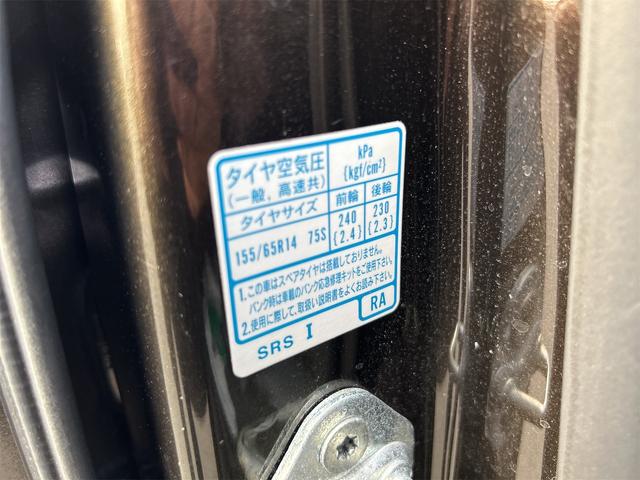 タイヤ空気圧
(一般、高速共)
kPa
{kgf/cm²}
タイヤサイズ
前輪
後輪
155/65R14 75S
240
{2.4}
230
{2.3}
1.この車はスペアタイヤは搭載しておりません。
パンク時は車載のパンク応急修理キットをご使用下さい。
2.使用に際して、取扱い説明書をよくお読み下さい。
RA
SRS I